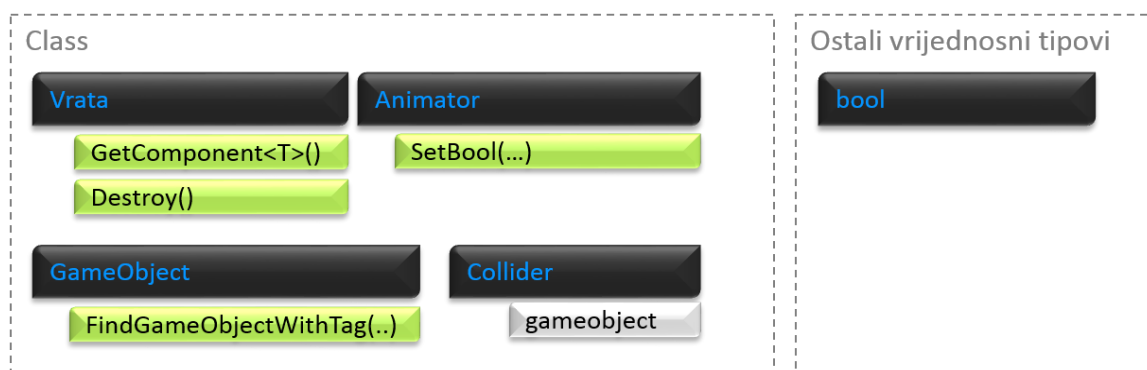 Class
Vrata
GetComponent<T>()
Destroy()
Animator
SetBool(...)
GameObject
FindGameObjectWithTag(..)
Collider
gameobject
Ostali vrijednosni tipovi
bool